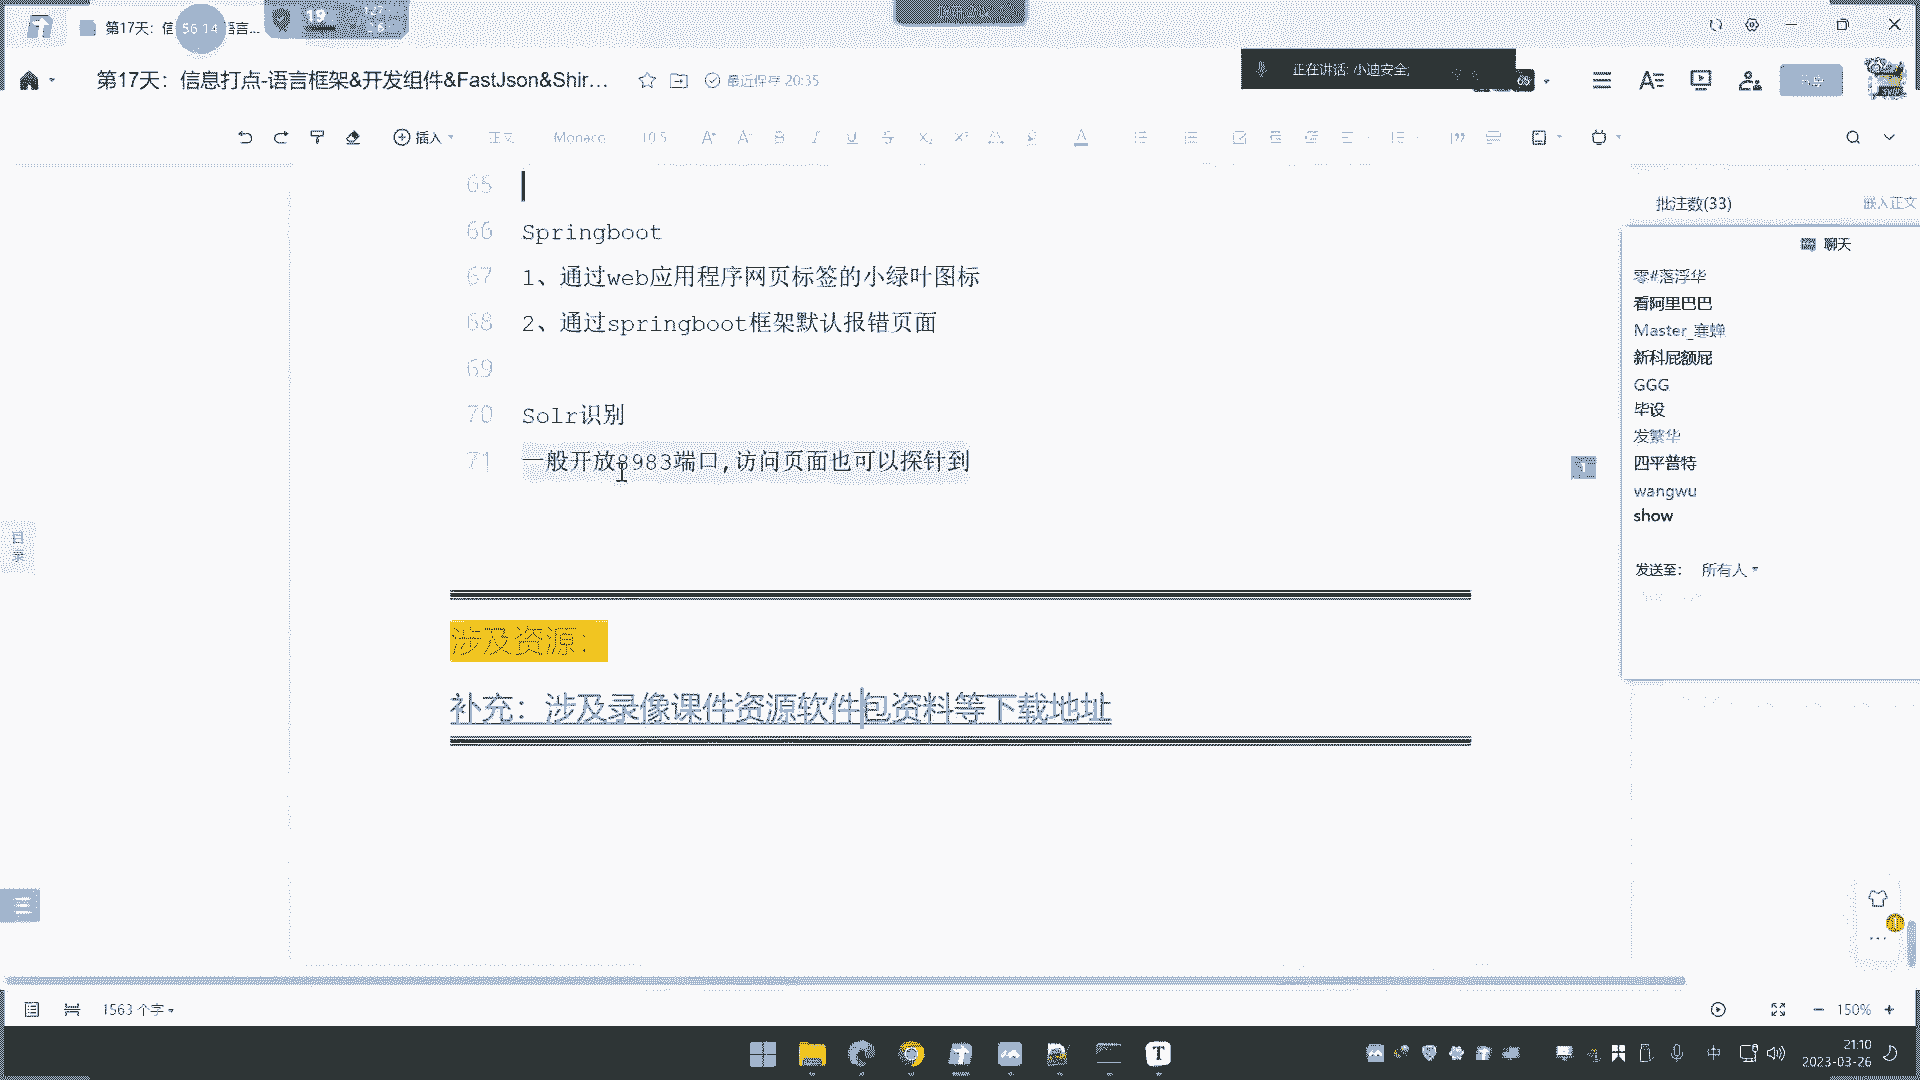 第17天：信
56 14
言...
19
第17天：信息打点-语言框架&开发组件&FastJson&Shir...
最近保存 20:35
正在讲话: 小迪安全;
插入
正文
Monaco
10.5
65
66 Springboot
67 1、通过web应用程序网页标签的小绿叶图标
68 2、通过springboot框架默认报错页面
69
70 Solr识别
71 一般开放8983端口,访问页面也可以探针到
涉及资源：
补充：涉及录像课件资源软件包资料等下载地址
目录
批注数(33)
嵌入正文
聊天
零#落浮华
看阿里巴巴
Master_寒蝉
新科屁额屁
GGG
毕设
发繁华
四平普特
wangwu
show
发送至：
所有人
1563 个字
150%
中
21:10
2023-03-26